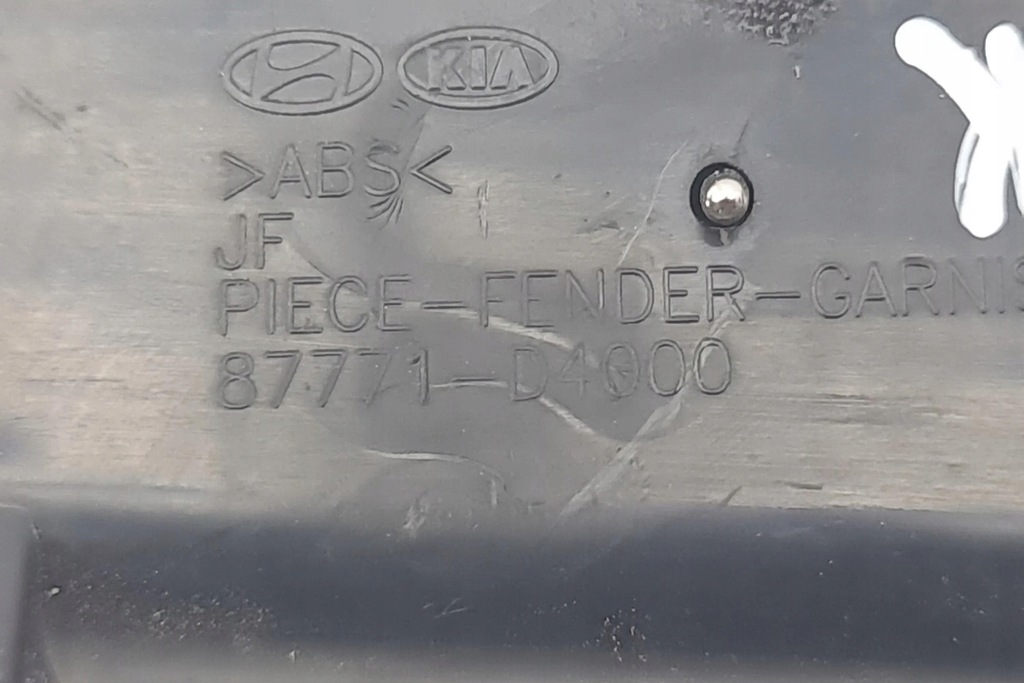 KIA
>ABS<
JF
PIECE-FENDER-GARNIS
87771-D4000